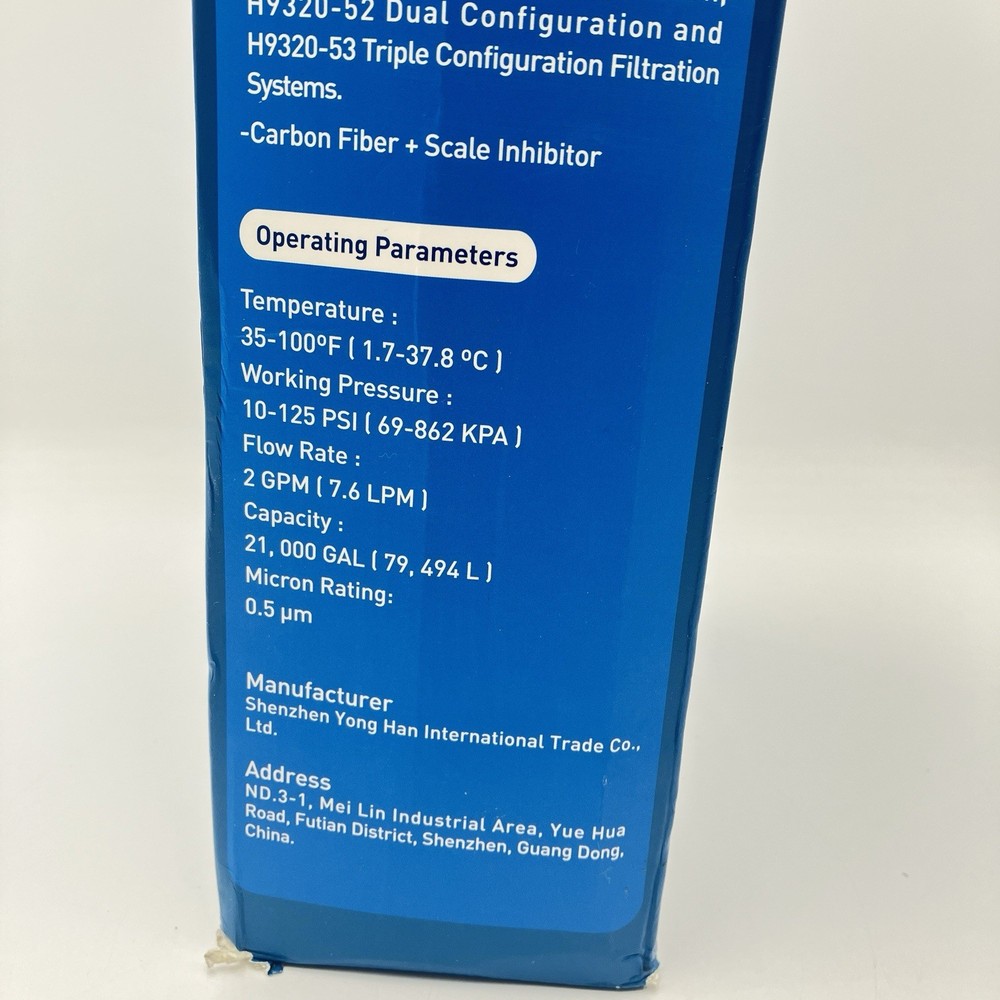 H9320-52 Dual Configuration and
H9320-53 Triple Configuration Filtration
Systems.
-Carbon Fiber + Scale Inhibitor
Operating Parameters
Temperature :
35-100ºF ( 1.7-37.8 ºC )
Working Pressure :
10-125 PSI ( 69-862 KPA )
Flow Rate :
2 GPM ( 7.6 LPM )
Capacity :
21, 000 GAL ( 79, 494 L )
Micron Rating:
0.5 µm
Manufacturer
Shenzhen Yong Han International Trade Co.,
Ltd.
Address
ND.3-1, Mei Lin Industrial Area, Yue Hua
Road, Futian District, Shenzhen, Guang Dong,
China.